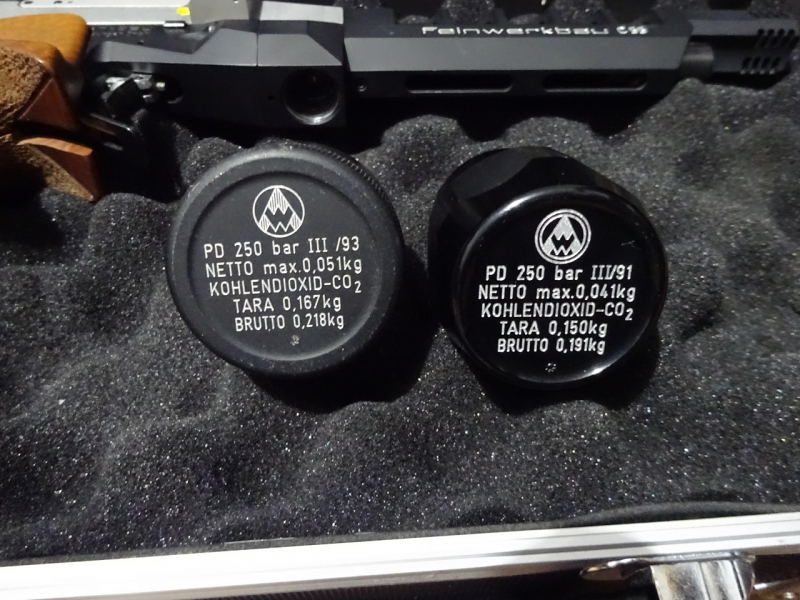 Feinwerkbau C55
PD 250 bar III /93
NETTO max.0,051kg
KOHLENDIOXID-CO₂
TARA 0,167kg
BRUTTO 0,218kg
PD 250 bar III/91
NETTO max.0,041kg
KOHLENDIOXID-CO₂
TARA 0,150kg
BRUTTO 0,191kg